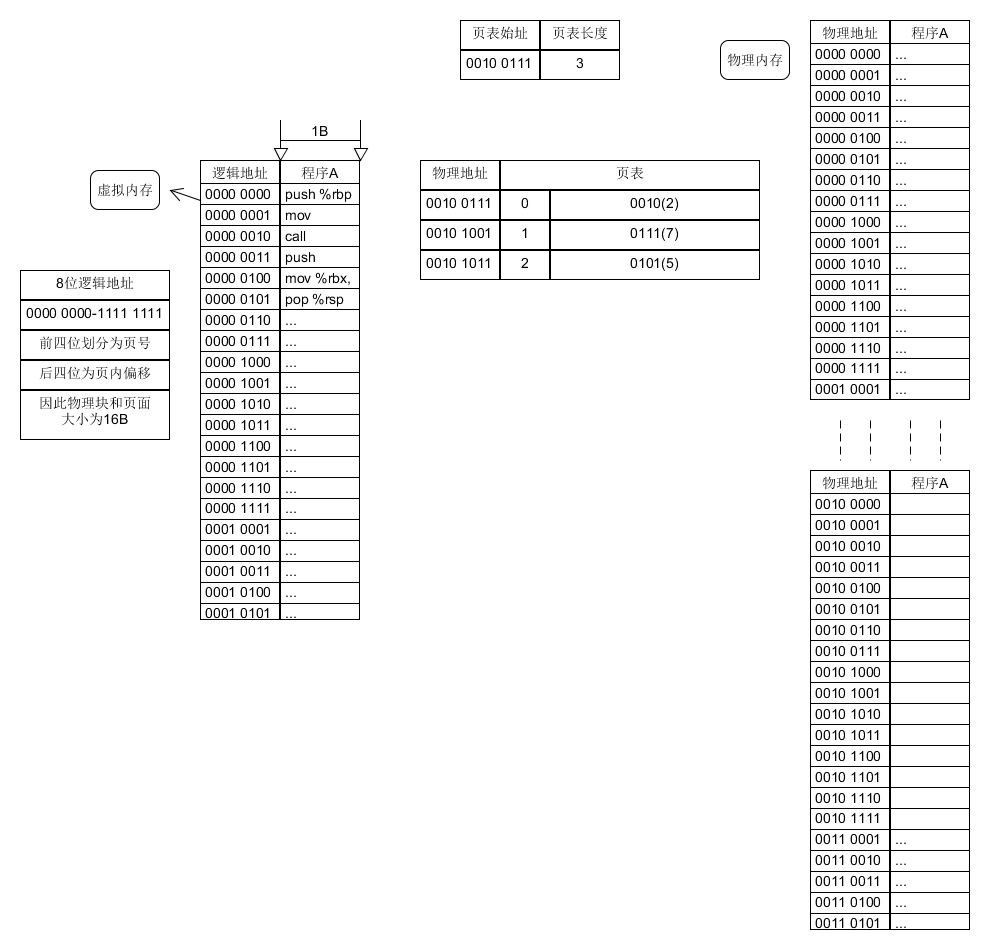 页表始址 页表长度
0010 0111 3
物理内存
1B
虚拟内存
逻辑地址 程序A
0000 0000 push %rbp
0000 0001 mov
0000 0010 call
0000 0011 push
0000 0100 mov %rbx,
0000 0101 pop %rsp
0000 0110 ...
0000 0111 ...
0000 1000 ...
0000 1001 ...
0000 1010 ...
0000 1011 ...
0000 1100 ...
0000 1101 ...
0000 1110 ...
0000 1111 ...
0001 0001 ...
0001 0010 ...
0001 0011 ...
0001 0100 ...
0001 0101 ...
8位逻辑地址
0000 0000-1111 1111
前四位划分为页号
后四位为页内偏移
因此物理块和页面
大小为16B
物理地址 页表
0010 0111 0 0010(2)
0010 1001 1 0111(7)
0010 1011 2 0101(5)
物理地址 程序A
0000 0000 ...
0000 0001 ...
0000 0010 ...
0000 0011 ...
0000 0100 ...
0000 0101 ...
0000 0110 ...
0000 0111 ...
0000 1000 ...
0000 1001 ...
0000 1010 ...
0000 1011 ...
0000 1100 ...
0000 1101 ...
0000 1110 ...
0000 1111 ...
0001 0001 ...
物理地址 程序A
0010 0000
0010 0001
0010 0010
0010 0011
0010 0100
0010 0101
0010 0110
0010 0111
0010 1000
0010 1001
0010 1010
0010 1011
0010 1100
0010 1101
0010 1110
0010 1111
0011 0001 ...
0011 0010 ...
0011 0011 ...
0011 0100 ...
0011 0101 ...